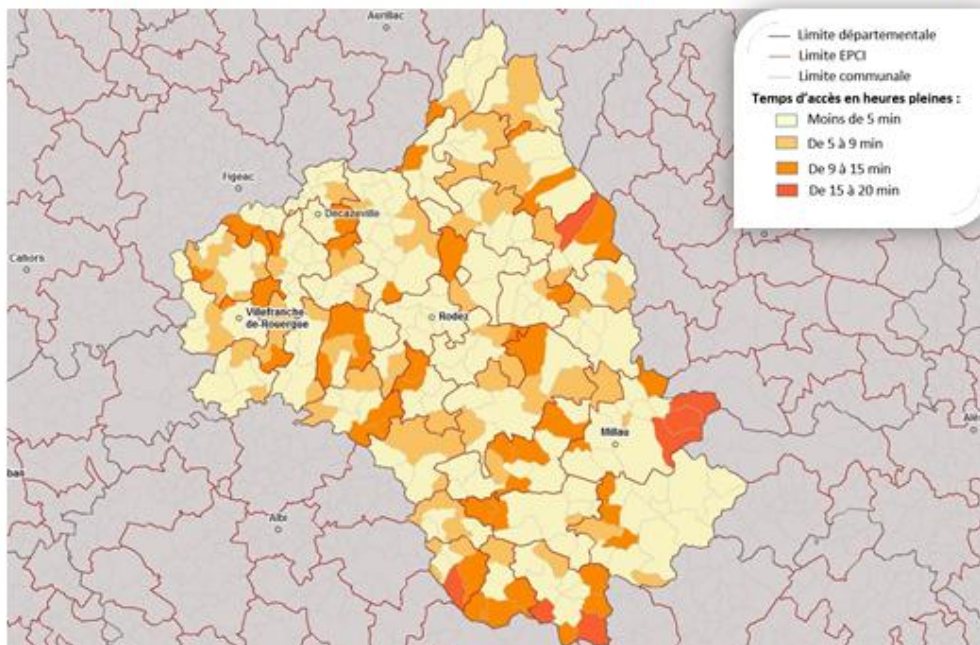 Aurillac
Limite départementale
Limite EPCI
Limite communale
Temps d'accès en heures pleines :
Moins de 5 min
De 5 à 9 min
De 9 à 15 min
De 15 à 20 min
Figeac
Decazeville
Cahors
Villefranche
de-Rouergue
Rodez
Millau
Albi